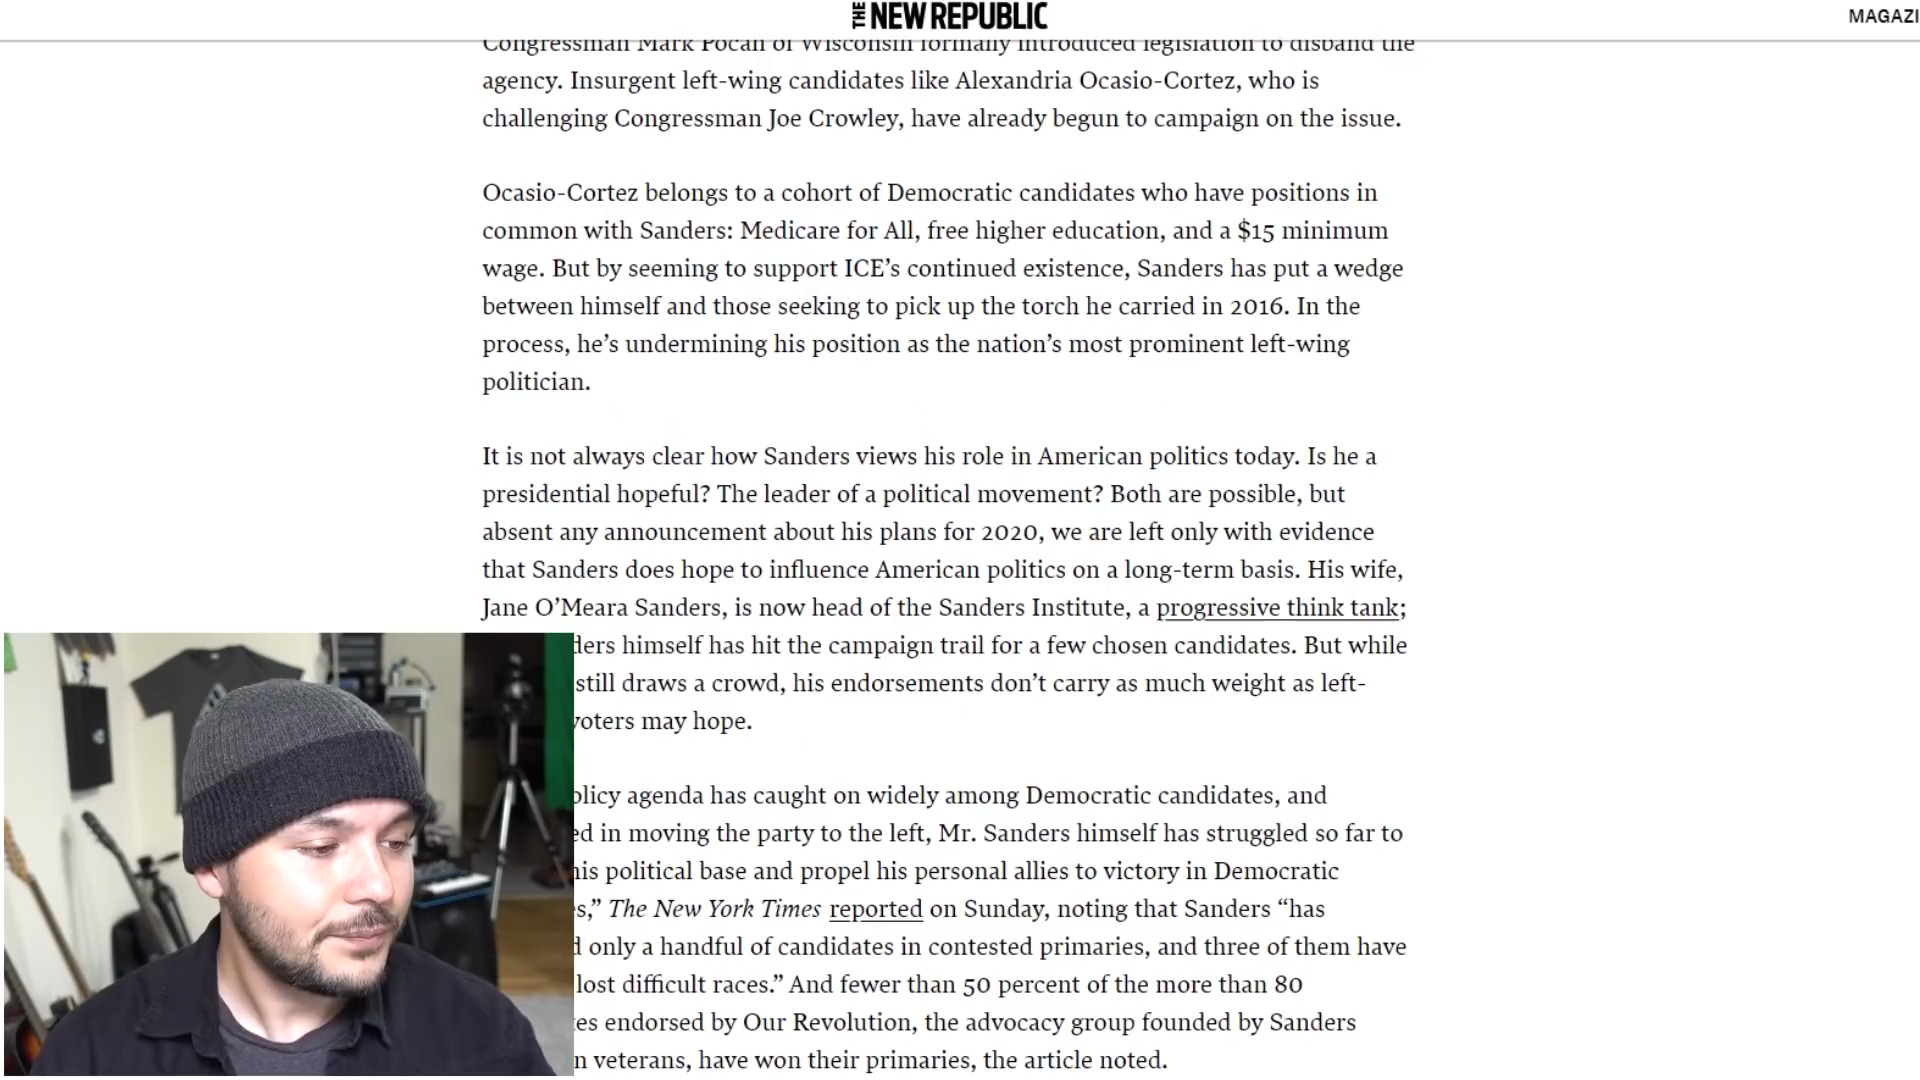 THE NEW REPUBLIC
MAGAZI
Congressman Mark Pocan of Wisconsin formally introduced legislation to disband the
agency. Insurgent left-wing candidates like Alexandria Ocasio-Cortez, who is
challenging Congressman Joe Crowley, have already begun to campaign on the issue.
Ocasio-Cortez belongs to a cohort of Democratic candidates who have positions in
common with Sanders: Medicare for All, free higher education, and a $15 minimum
wage. But by seeming to support ICE’s continued existence, Sanders has put a wedge
between himself and those seeking to pick up the torch he carried in 2016. In the
process, he’s undermining his position as the nation’s most prominent left-wing
politician.
It is not always clear how Sanders views his role in American politics today. Is he a
presidential hopeful? The leader of a political movement? Both are possible, but
absent any announcement about his plans for 2020, we are left only with evidence
that Sanders does hope to influence American politics on a long-term basis. His wife,
Jane O’Meara Sanders, is now head of the Sanders Institute, a progressive think tank;
ders himself has hit the campaign trail for a few chosen candidates. But while
still draws a crowd, his endorsements don’t carry as much weight as left-
voters may hope.
olicy agenda has caught on widely among Democratic candidates, and
ed in moving the party to the left, Mr. Sanders himself has struggled so far to
his political base and propel his personal allies to victory in Democratic
s,” The New York Times reported on Sunday, noting that Sanders “has
d only a handful of candidates in contested primaries, and three of them have
lost difficult races.” And fewer than 50 percent of the more than 80
tes endorsed by Our Revolution, the advocacy group founded by Sanders
n veterans, have won their primaries, the article noted.